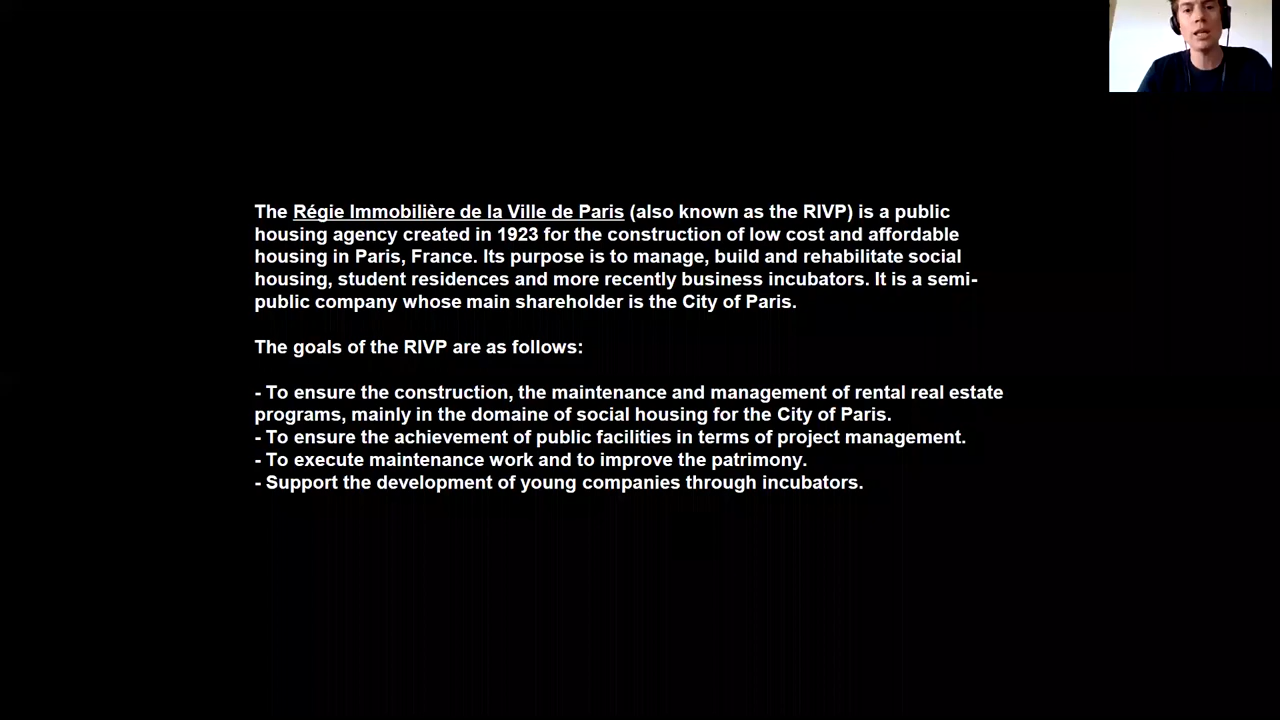 The Régie Immobilière de la Ville de Paris (also known as the RIVP) is a public
housing agency created in 1923 for the construction of low cost and affordable
housing in Paris, France. Its purpose is to manage, build and rehabilitate social
housing, student residences and more recently business incubators. It is a semi-
public company whose main shareholder is the City of Paris.
The goals of the RIVP are as follows:
- To ensure the construction, the maintenance and management of rental real estate
programs, mainly in the domaine of social housing for the City of Paris.
- To ensure the achievement of public facilities in terms of project management.
- To execute maintenance work and to improve the patrimony.
- Support the development of young companies through incubators.